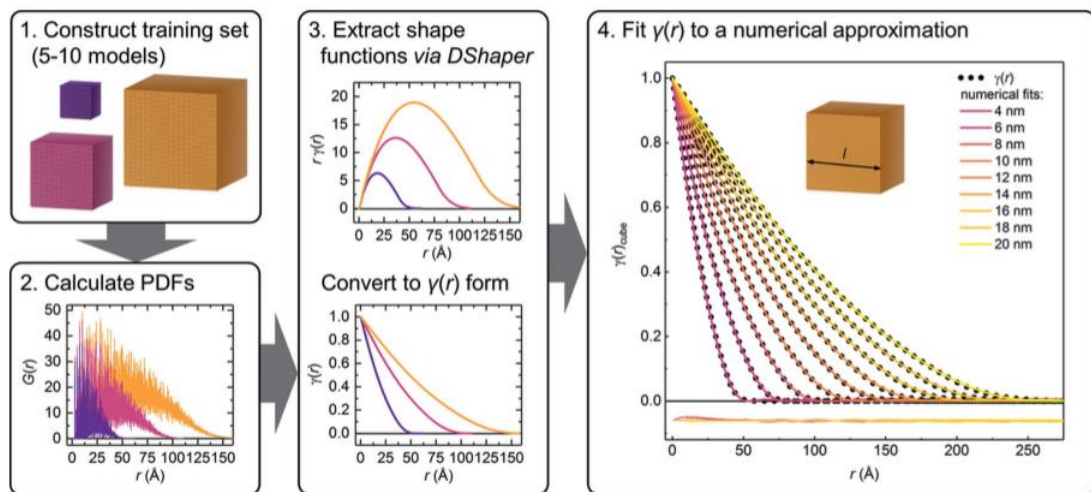 1. Construct training set
(5-10 models)
2. Calculate PDFs
50
40
30
20
10
0
G(r)
0 25 50 75 100 125 150
r (Å)
3. Extract shape
functions via DShaper
20
15
10
5
0
r γ(r)
0 25 50 75 100 125 150
r (Å)
Convert to γ(r) form
1.0
0.8
0.6
0.4
0.2
0.0
γ(r)
0 25 50 75 100 125 150
r (Å)
4. Fit γ(r) to a numerical approximation
1.0
0.8
0.6
0.4
0.2
0.0
γ(r)cube
0 50 100 150 200 250
r (Å)
l
γ(r)
numerical fits:
4 nm
6 nm
8 nm
10 nm
12 nm
14 nm
16 nm
18 nm
20 nm